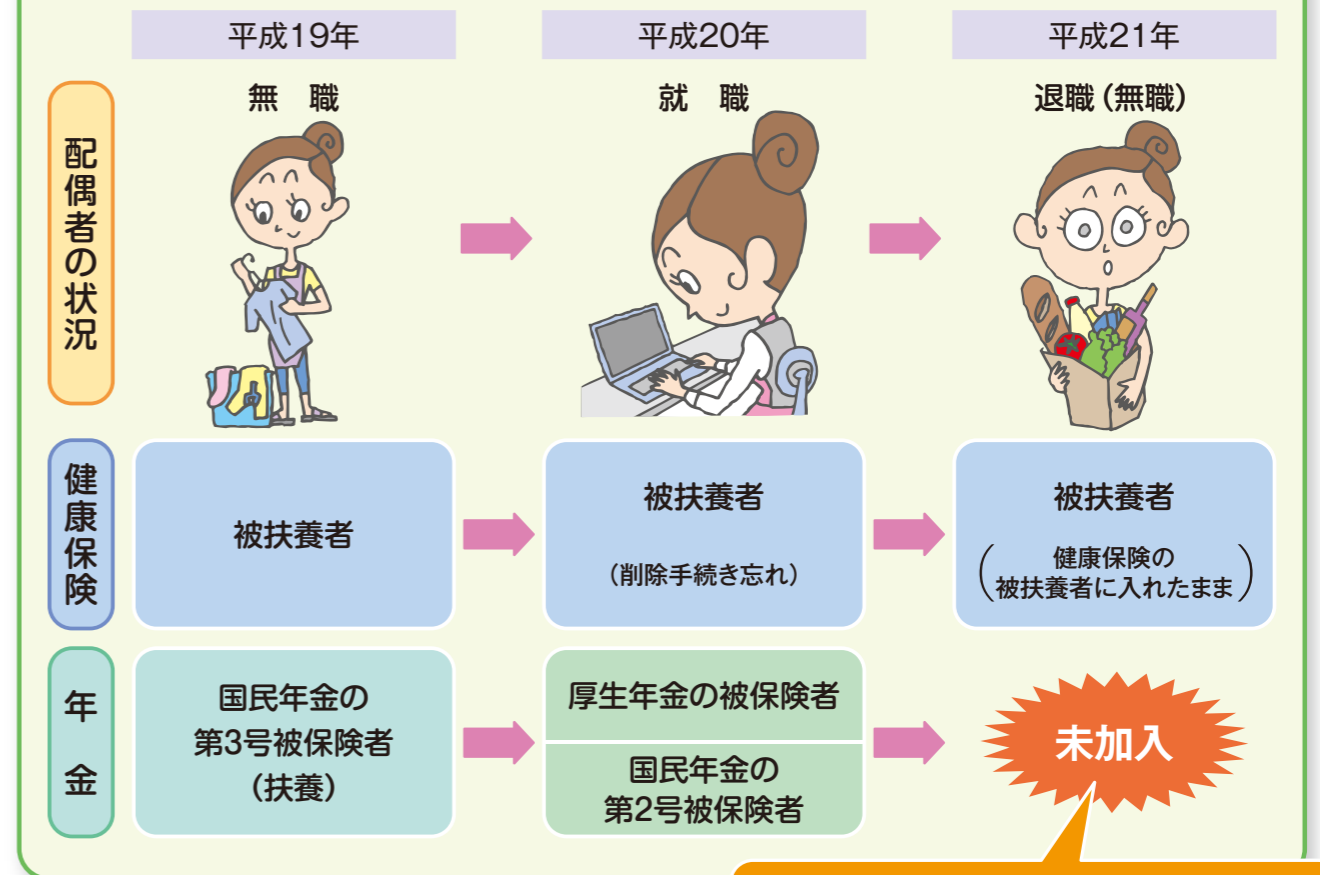 平成19年
平成20年
平成21年
配偶者の状況
無 職
就 職
退職(無職)
健康保険
被扶養者
被扶養者
(削除手続き忘れ)
被扶養者
(健康保険の
被扶養者に入れたまま)
年 金
国民年金の
第3号被保険者
(扶養)
厚生年金の被保険者
国民年金の
第2号被保険者
未加入